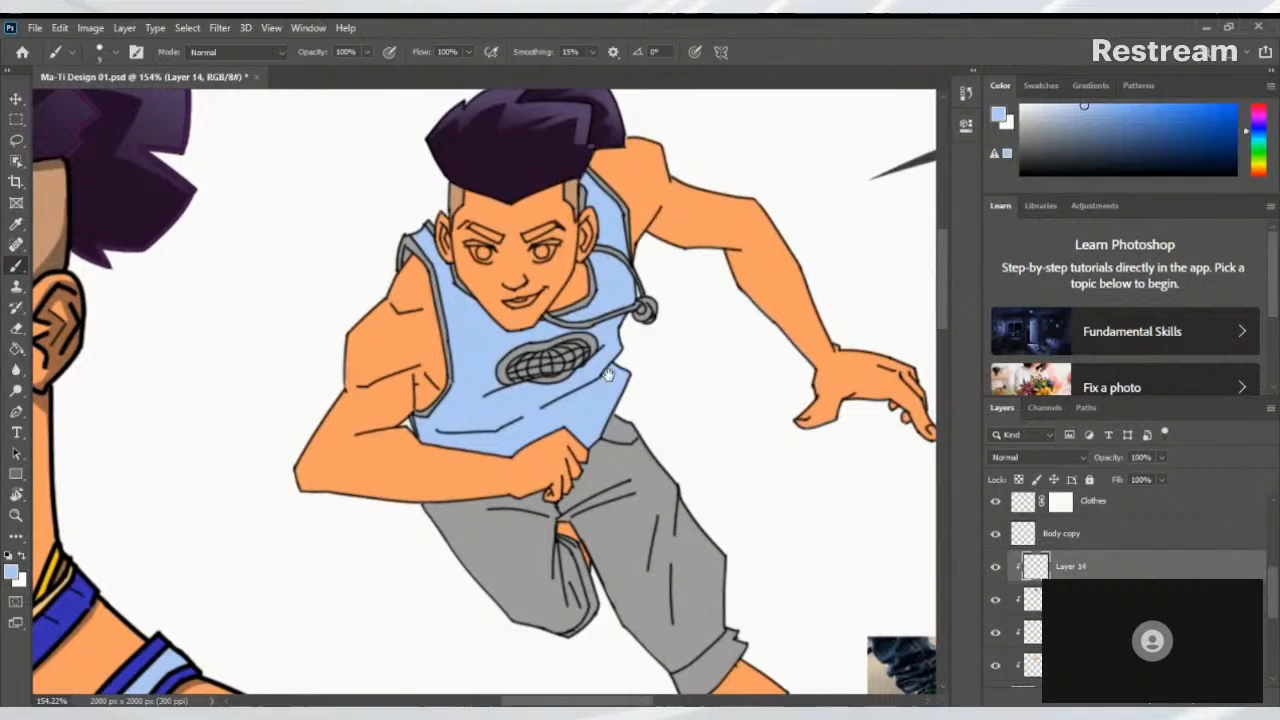 Ps File Edit Image Layer Type Select Filter 3D View Window Help
Restream
9 Mode: Normal Opacity: 100% Flow: 100% Smoothing: 15% 0°
Ma-Ti Design 01.psd @ 154% (Layer 14, RGB/8#) * ×
Color Swatches Gradients Patterns
Learn Libraries Adjustments
Learn Photoshop
Step-by-step tutorials directly in the app. Pick a
topic below to begin.
Fundamental Skills
Fix a photo
Layers Channels Paths
Kind
Normal Opacity: 100%
Lock: Fill: 100%
Clothes
Body copy
Layer 14
154.22% 2000 px x 2000 px (300 ppi)